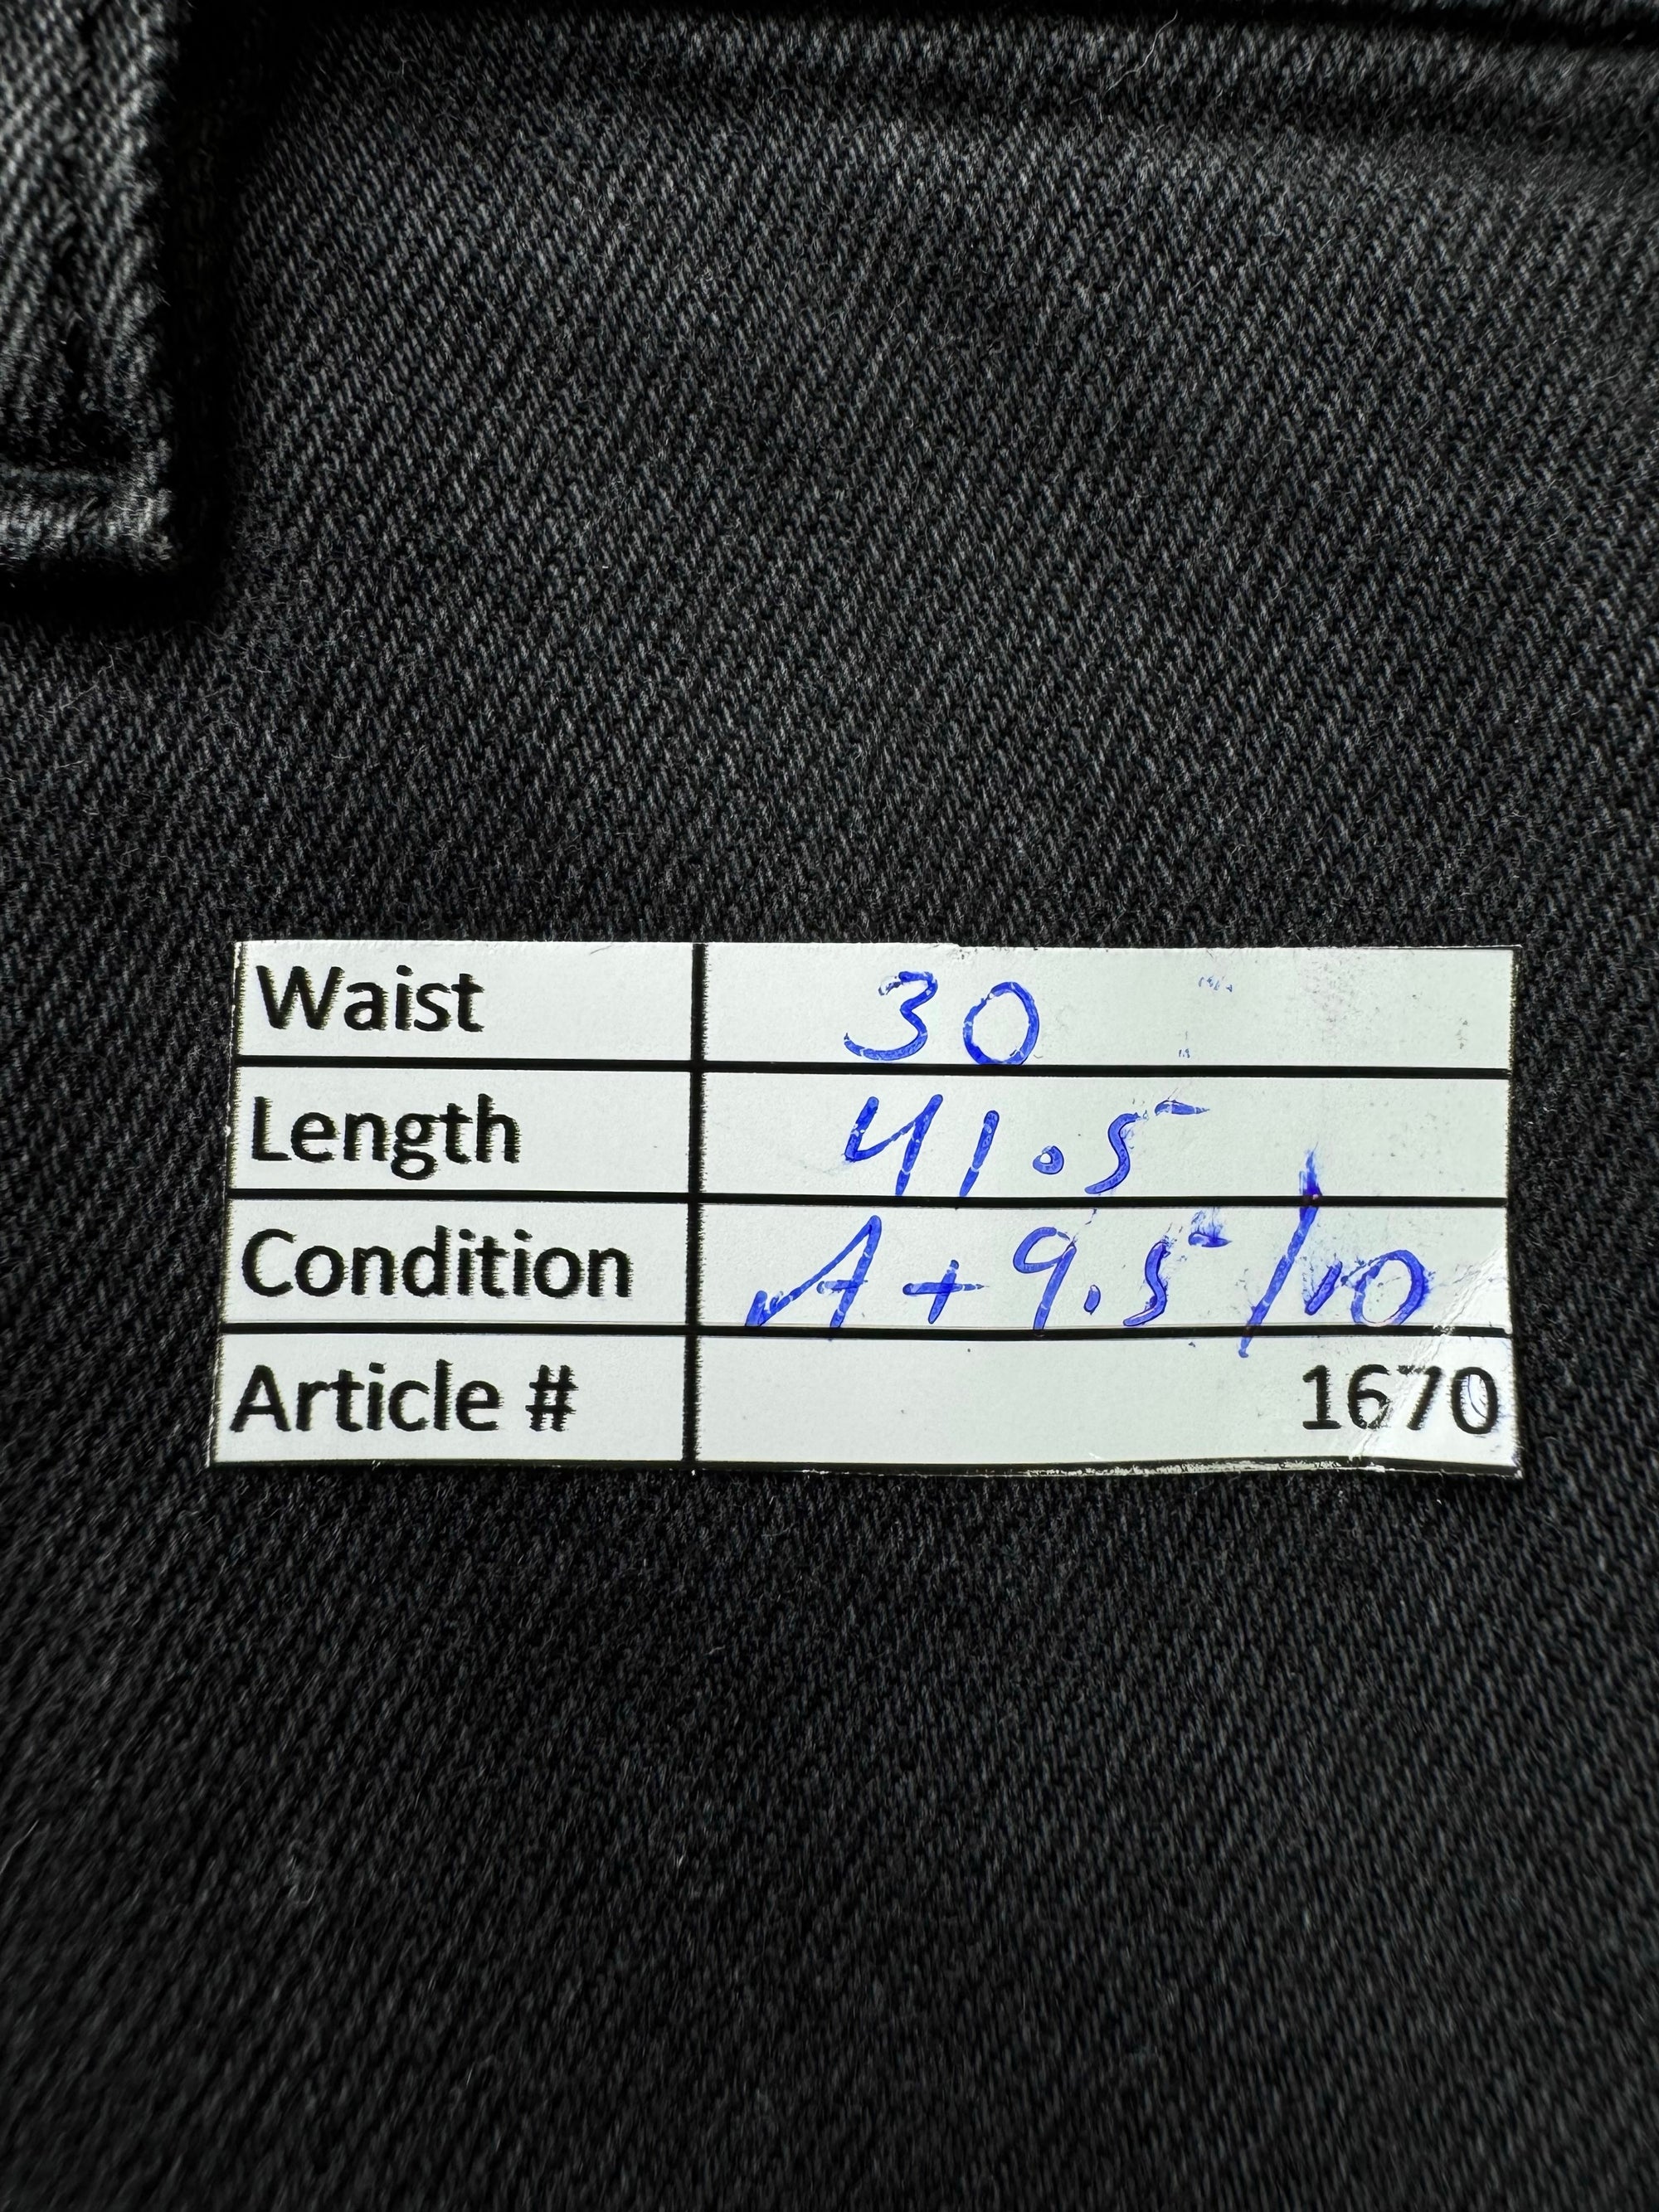 Waist 30
Length 41.5
Condition A+ 9.5/10
Article # 1670